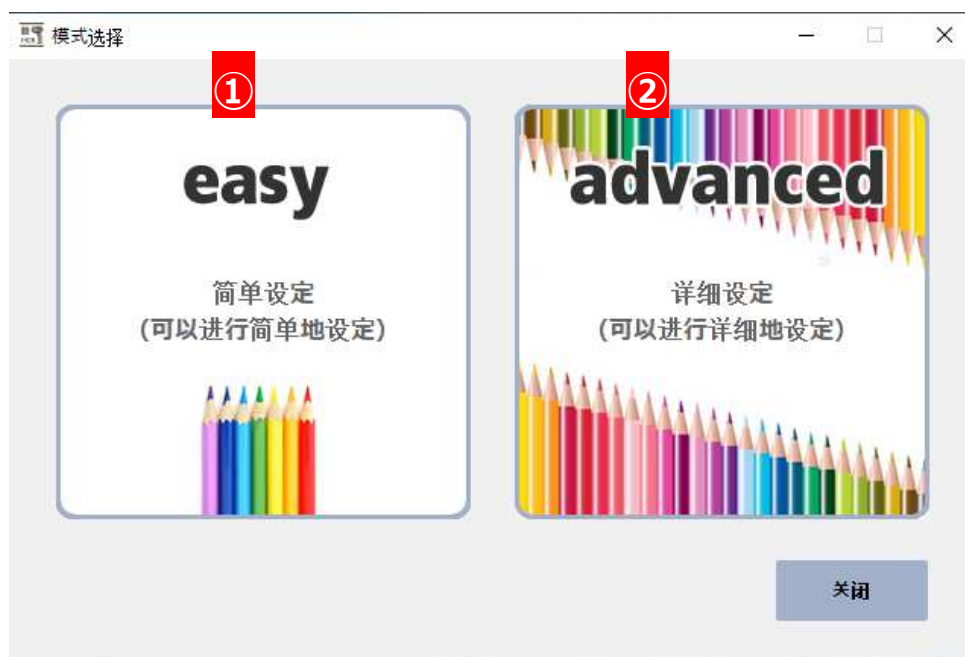 模式选择
①
②
easy
advanced
简单设定
(可以进行简单地设定)
详细设定
(可以进行详细地设定)
关闭